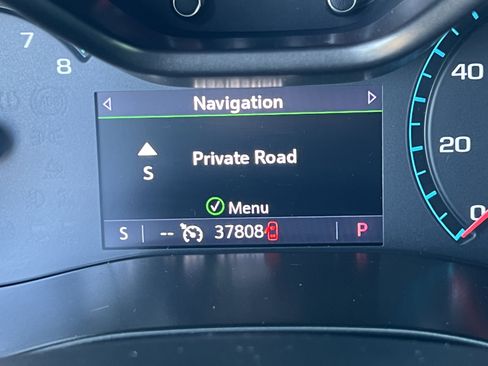 7
8
40
20
0
Navigation
Private Road
S
Menu
S -- 37808 P